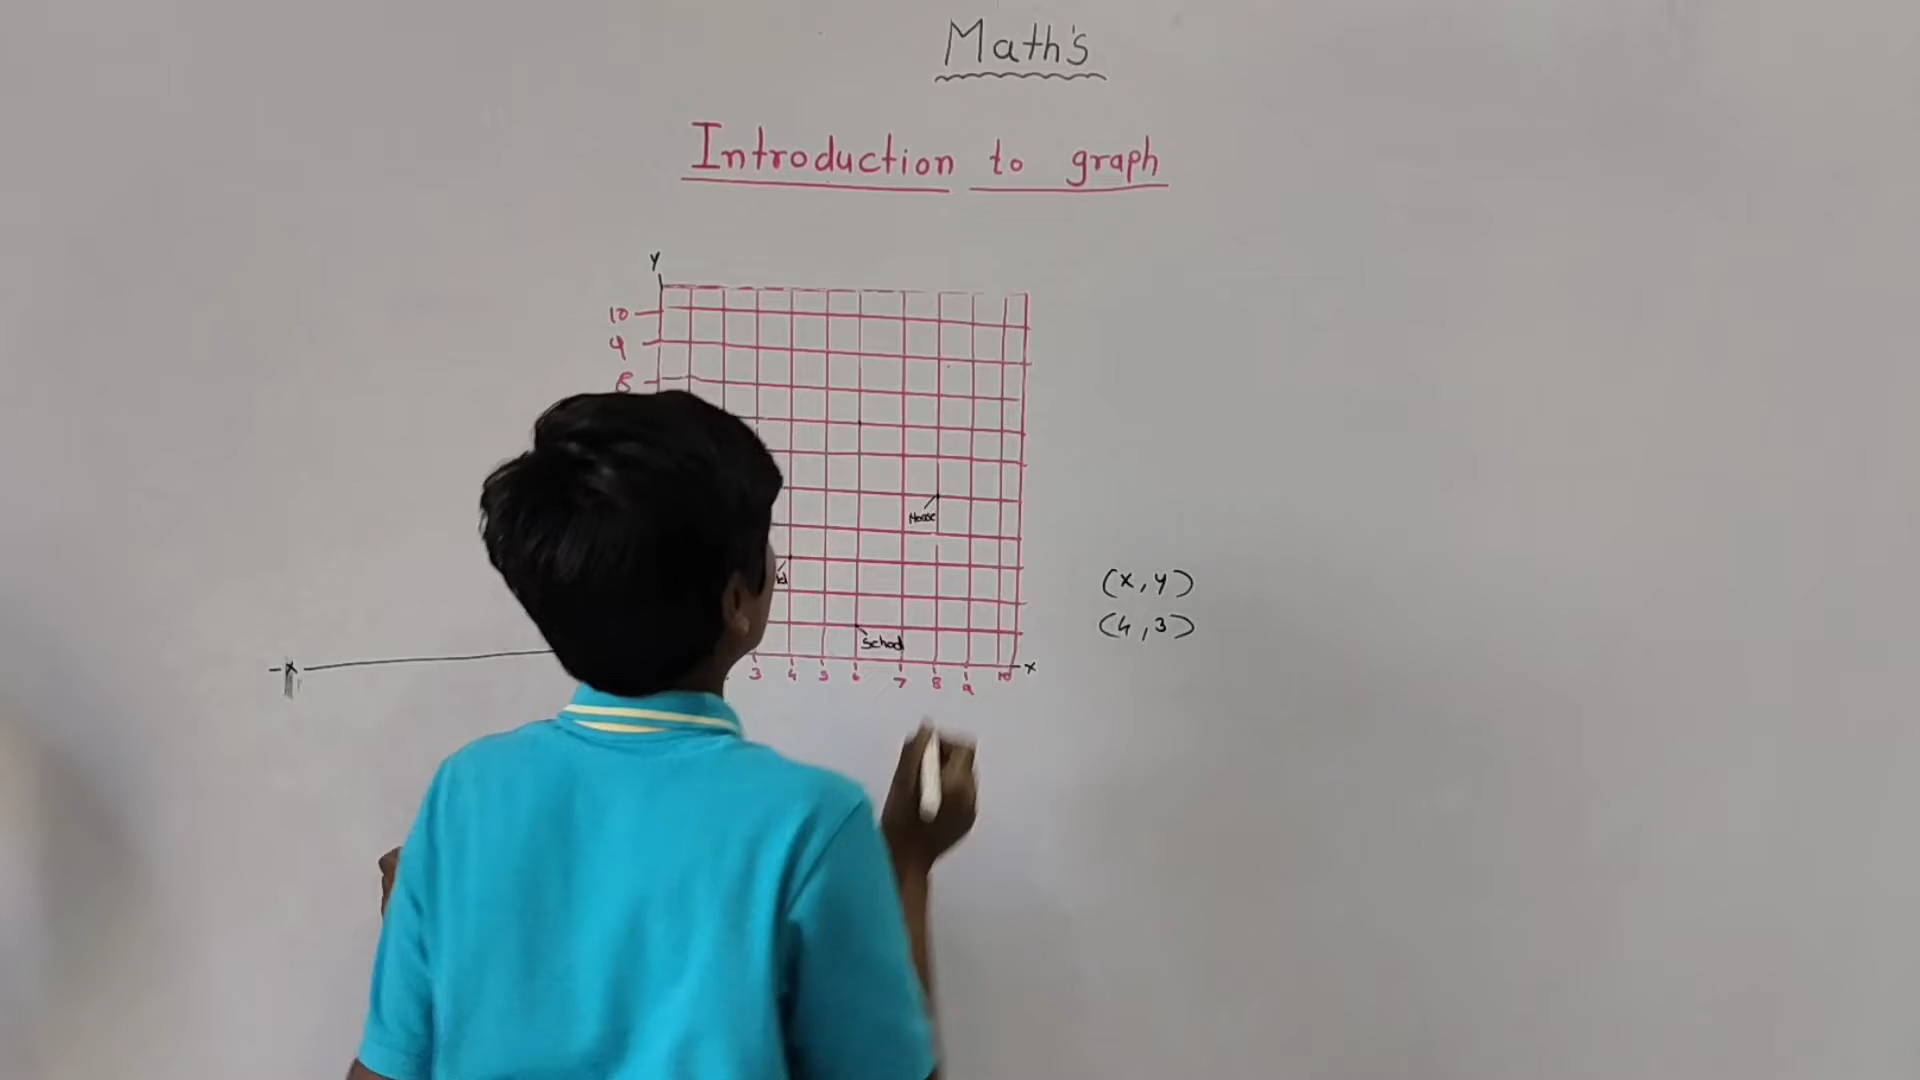 Math's
Introduction to graph
Y
10
9
8
House
School
-x
3 4 5 6 7 8 9 10 x
(x, y)
(4, 3)